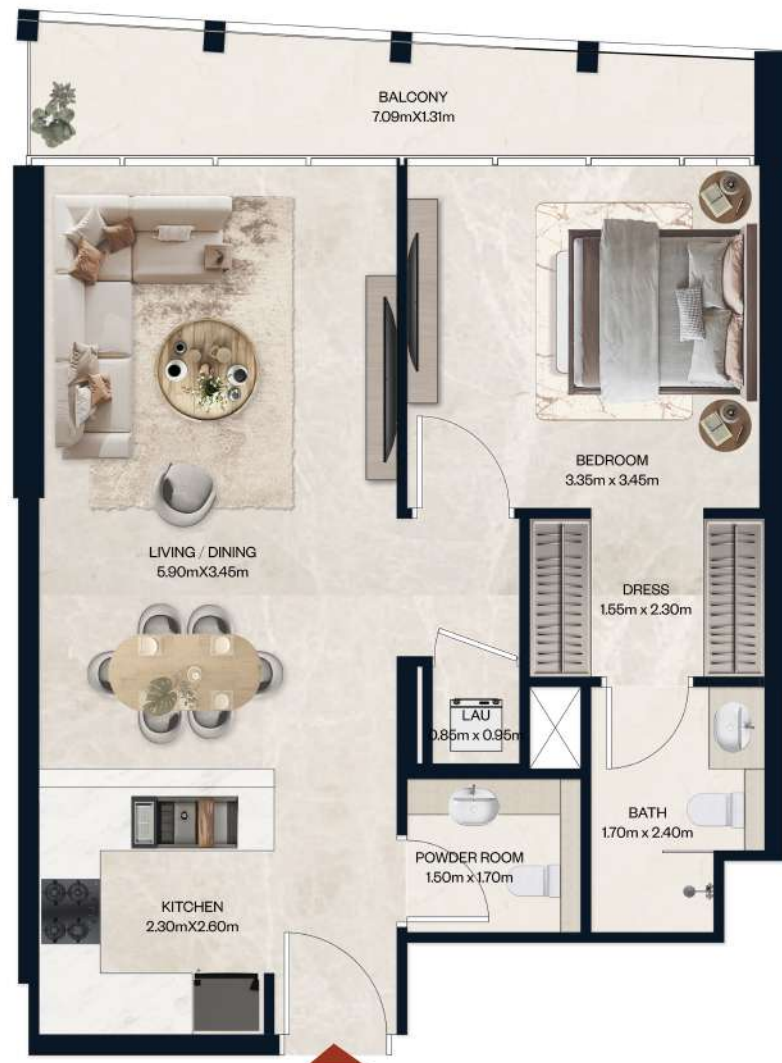 BALCONY
7.09mX1.31m
BEDROOM
3.35m x 3.45m
LIVING / DINING
5.90mX3.45m
DRESS
1.55m x 2.30m
LAU
0.85m x 0.95m
BATH
1.70m x 2.40m
POWDER ROOM
1.50m x 1.70m
KITCHEN
2.30mX2.60m